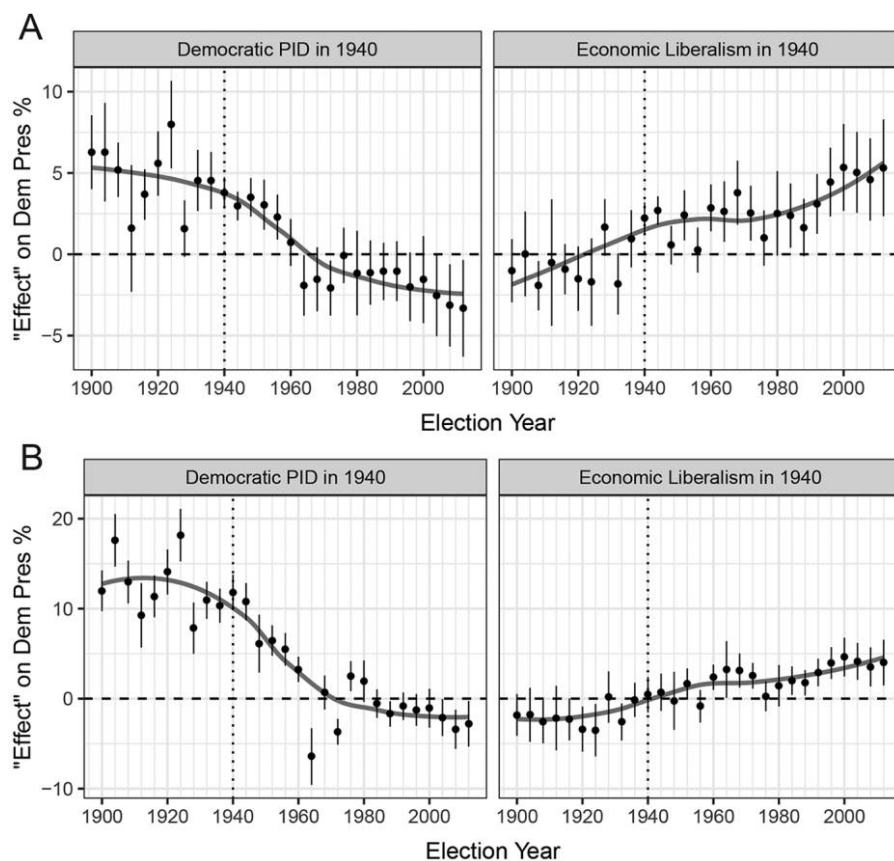 A
Democratic PID in 1940
Economic Liberalism in 1940
"Effect" on Dem Pres %
10
5
0
−5
1900 1920 1940 1960 1980 2000
1900 1920 1940 1960 1980 2000
Election Year
B
Democratic PID in 1940
Economic Liberalism in 1940
"Effect" on Dem Pres %
20
10
0
−10
1900 1920 1940 1960 1980 2000
1900 1920 1940 1960 1980 2000
Election Year